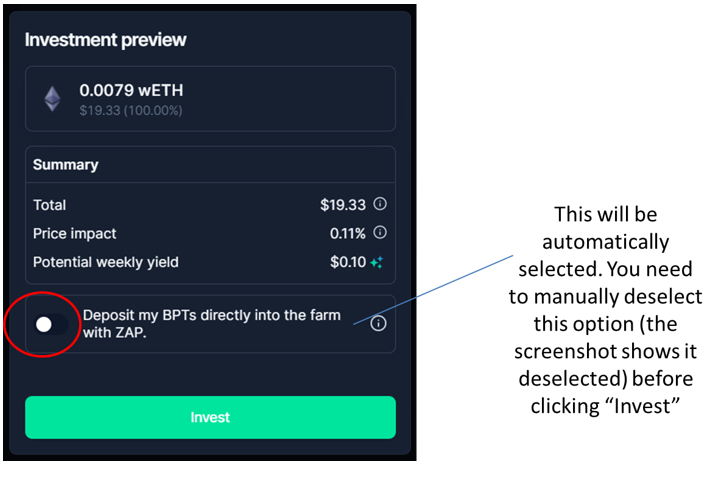 Investment preview
0.0079 wETH
$19.33 (100.00%)
Summary
Total $19.33
Price impact 0.11%
Potential weekly yield $0.10
Deposit my BPTs directly into the farm
with ZAP.
Invest
This will be
automatically
selected. You need
to manually deselect
this option (the
screenshot shows it
deselected) before
clicking “Invest”